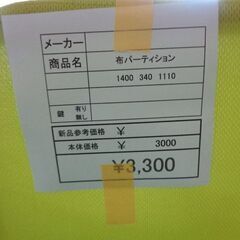 メーカー
商品名 布パーティション
1400 340 1110
鍵 有り 無し
新品参考価格 ¥
本体価格 ¥ 3000
¥3,300